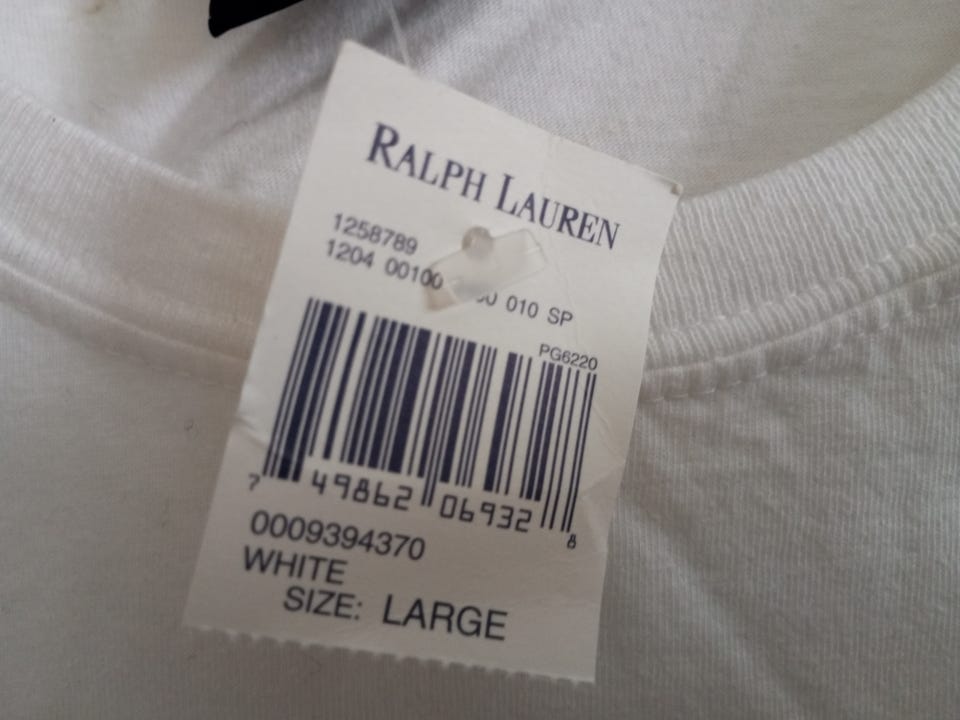 RALPH LAUREN
1258789
1204 00100 010 SP
PG6220
7 49862 06932 8
0009394370
WHITE
SIZE: LARGE